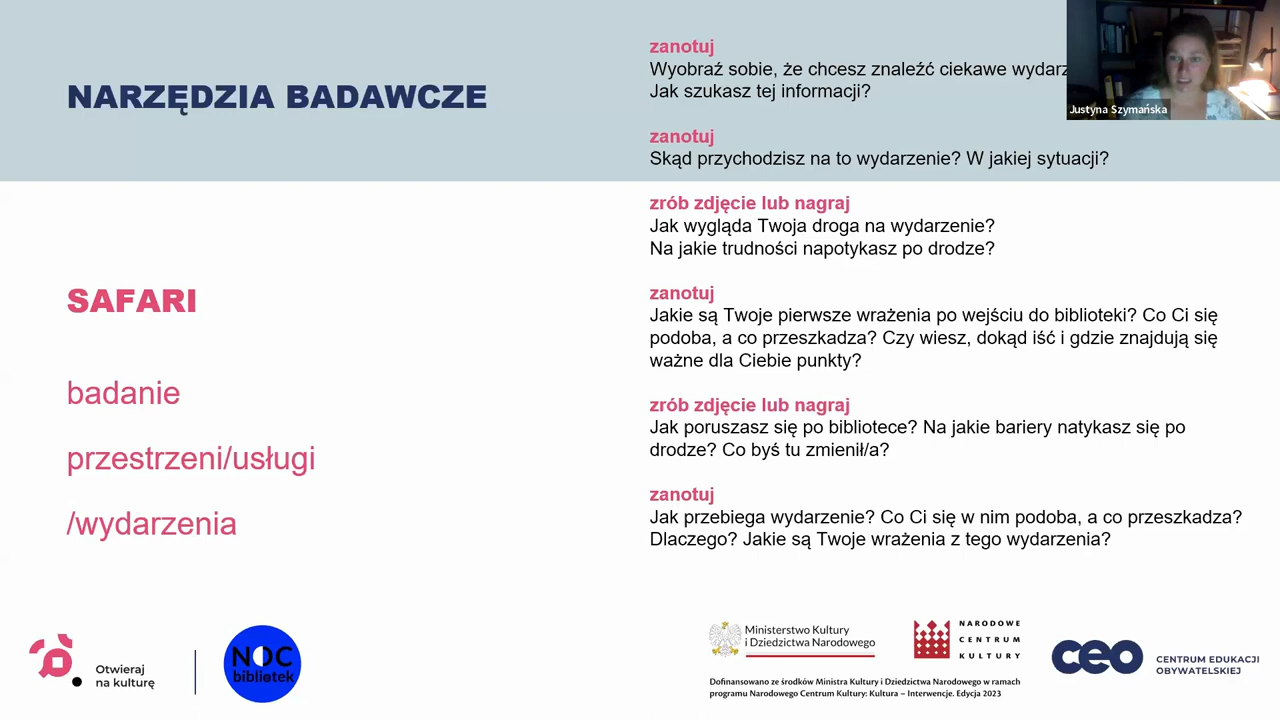 NARZĘDZIA BADAWCZE
SAFARI
badanie
przestrzeni/usługi
/wydarzenia
zanotuj
Wyobraź sobie, że chcesz znaleźć ciekawe
Jak szukasz tej informacji?
zanotuj
Skąd przychodzisz na to wydarzenie? W jakiej sytuacji?
zrób zdjęcie lub nagraj
Jak wygląda Twoja droga na wydarzenie?
Na jakie trudności napotykasz po drodze?
zanotuj
Jakie są Twoje pierwsze wrażenia po wejściu do biblioteki? Co Ci się
podoba, a co przeszkadza? Czy wiesz, dokąd iść i gdzie znajdują się
ważne dla Ciebie punkty?
zrób zdjęcie lub nagraj
Jak poruszasz się po bibliotece? Na jakie bariery natykasz się po
drodze? Co byś tu zmienił/a?
zanotuj
Jak przebiega wydarzenie? Co Ci się w nim podoba, a co przeszkadza?
Dlaczego? Jakie są Twoje wrażenia z tego wydarzenia?
Justyna Szymańska
Otwieraj
na kulturę
NOC
bibliotek
Ministerstwo Kultury
i Dziedzictwa Narodowego
NARODOWE
CENTRUM
KULTURY
Dofinansowano ze środków Ministra Kultury i Dziedzictwa Narodowego w ramach
programu Narodowego Centrum Kultury: Kultura – Interwencje. Edycja 2023
ceo
CENTRUM EDUKACJI
OBYWATELSKIEJ